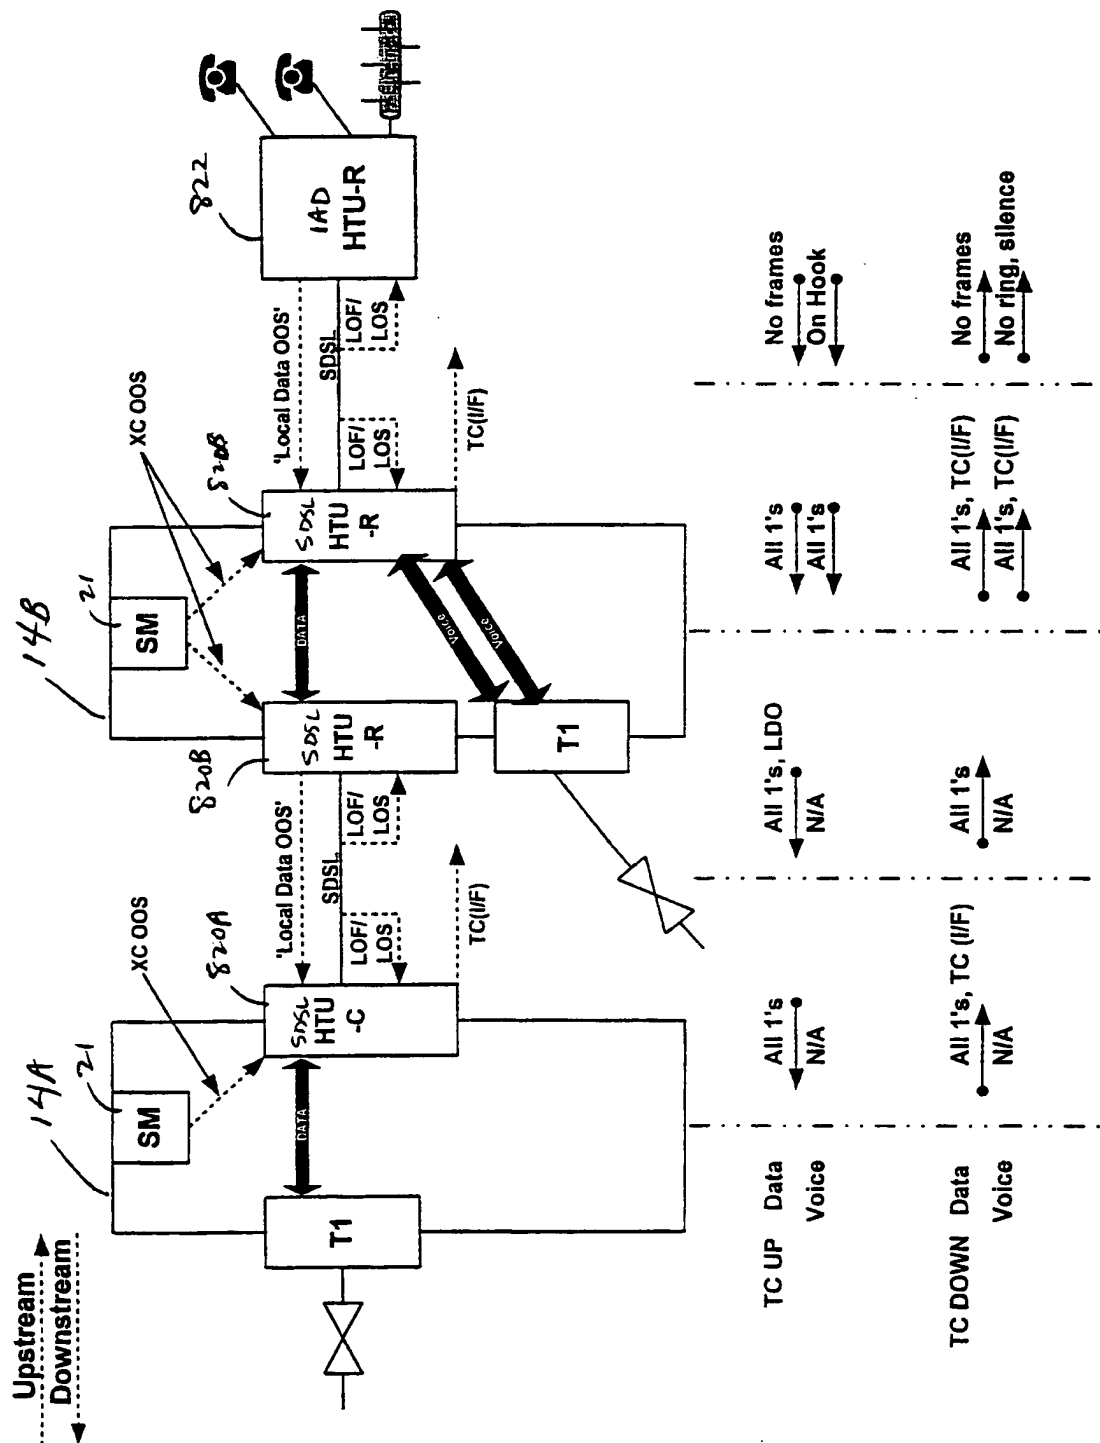 Upstream
Downstream
14A
21
SM
XC OOS
820A
T1
DATA
SDSL
HTU
-C
'Local Data OOS'
SDSL
LOF/
LOS
LOF/
LOS
TC(I/F)
14B
21
SM
XC OOS
820B
SDSL
HTU
-R
DATA
820B
SDSL
HTU
-R
Voice
Voice
T1
'Local Data OOS'
SDSL
LOF/
LOS
LOF/
LOS
TC(I/F)
822
IAD
HTU-R
TC UP Data
Voice
All 1's
N/A
All 1's, LDO
N/A
All 1's
All 1's
No frames
On Hook
TC DOWN Data
Voice
All 1's, TC (I/F)
N/A
All 1's
N/A
All 1's, TC(I/F)
All 1's, TC(I/F)
No frames
No ring, silence